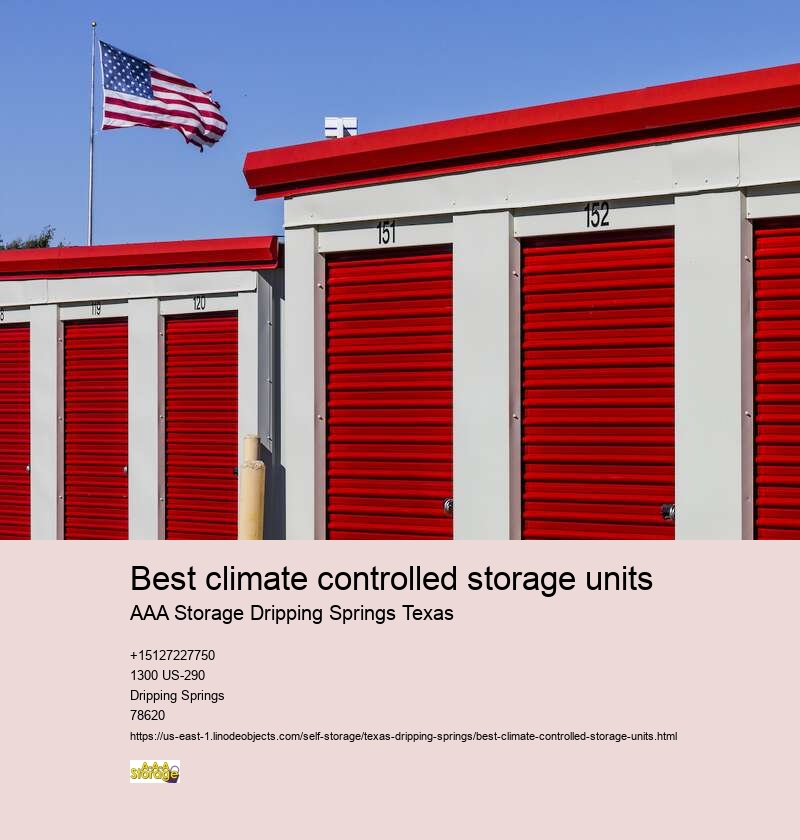 151
152
119
120
8
Best climate controlled storage units
AAA Storage Dripping Springs Texas
+15127227750
1300 US-290
Dripping Springs
78620
https://us-east-1.linodeobjects.com/self-storage/texas-dripping-springs/best-climate-controlled-storage-units.html
AAA
Storage